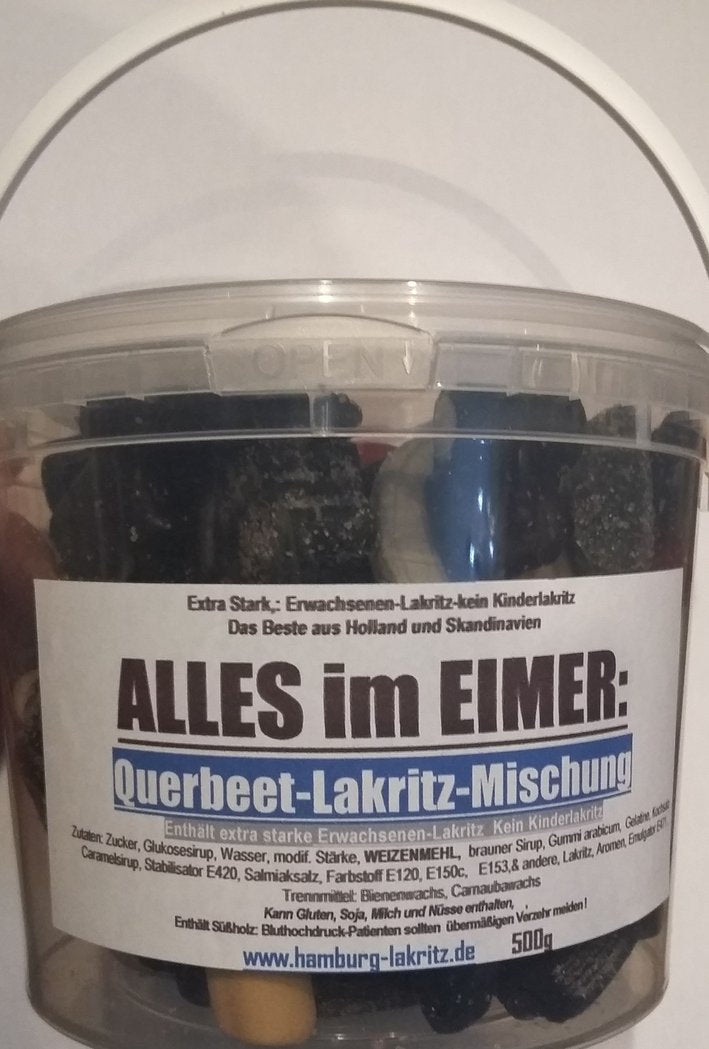 OPEN
Extra Stark,: Erwachsenen-Lakritz-kein Kinderlakritz
Das Beste aus Holland und Skandinavien
ALLES im EIMER:
Querbeet-Lakritz-Mischung
Enthält extra starke Erwachsenen-Lakritz Kein Kinderlakritz
Zutaten: Zucker, Glukosesirup, Wasser, modif. Stärke, WEIZENMEHL, brauner Sirup, Gummi arabicum, Gelatine, Kochsalz
Caramelsirup, Stabilisator E420, Salmiaksalz, Farbstoff E120, E150c, E153,& andere, Lakritz, Aromen, Emulgator E471
Trennmittel: Bienenwachs, Carnaubawachs
Kann Gluten, Soja, Milch und Nüsse enthalten,
Enthält Süßholz: Bluthochdruck-Patienten sollten übermäßigen Verzehr meiden!
www.hamburg-lakritz.de 500g